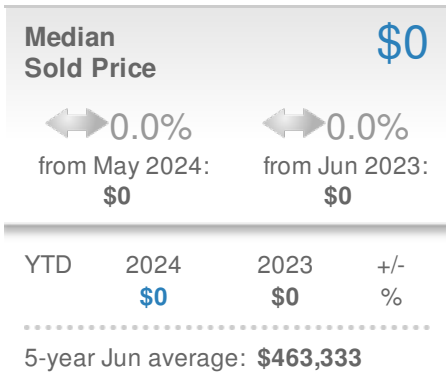 Median $0
Sold Price
0.0% 0.0%
from May 2024: from Jun 2023:
$0 $0
YTD 2024 2023 +/-
$0 $0 %
5-year Jun average: $463,333